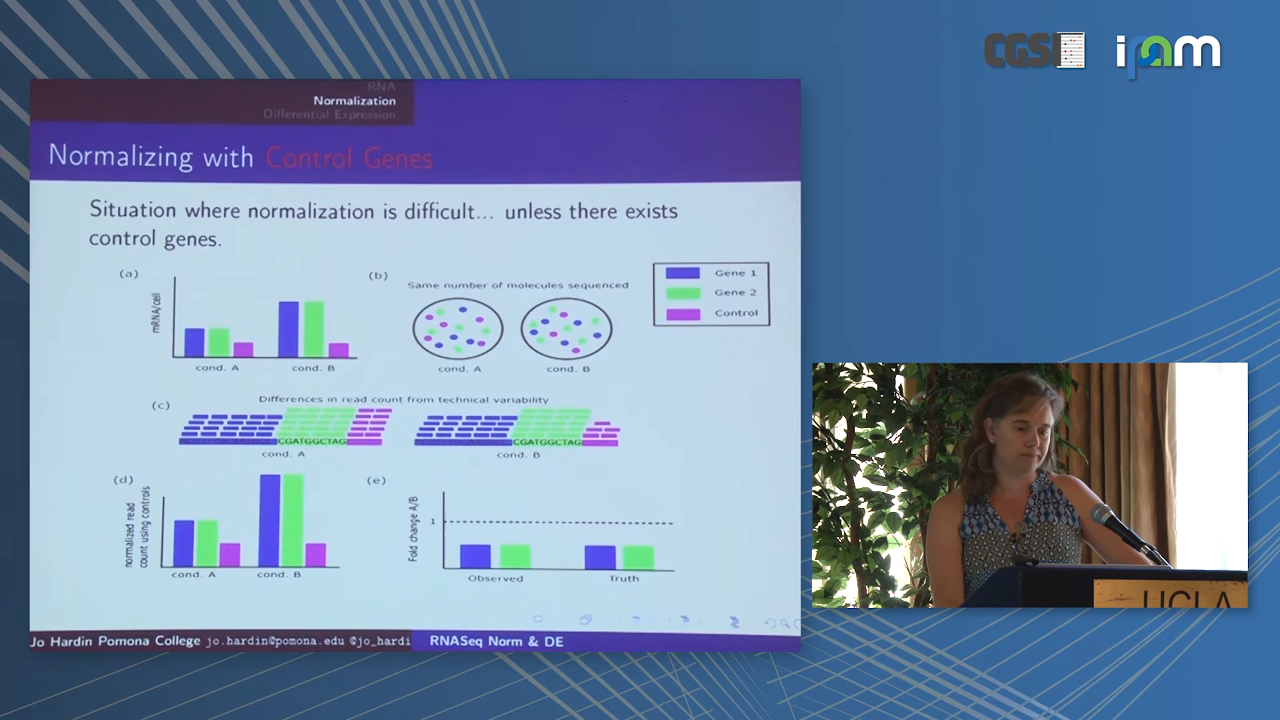 CGSI
ipam
RNA
Normalization
Differential Expression
Normalizing with Control Genes
Situation where normalization is difficult... unless there exists
control genes.
(a)
mRNA/cell
cond. A
cond. B
(b)
Same number of molecules sequenced
cond. A
cond. B
Gene 1
Gene 2
Control
(c)
Differences in read count from technical variability
CGATGGCTAG
cond. A
CGATGGCTAG
cond. B
(d)
normalized read
count using controls
cond. A
cond. B
(e)
Fold change A/B
1
Observed
Truth
Jo Hardin Pomona College jo.hardin@pomona.edu @jo_hardi
RNASeq Norm & DE
UCLA